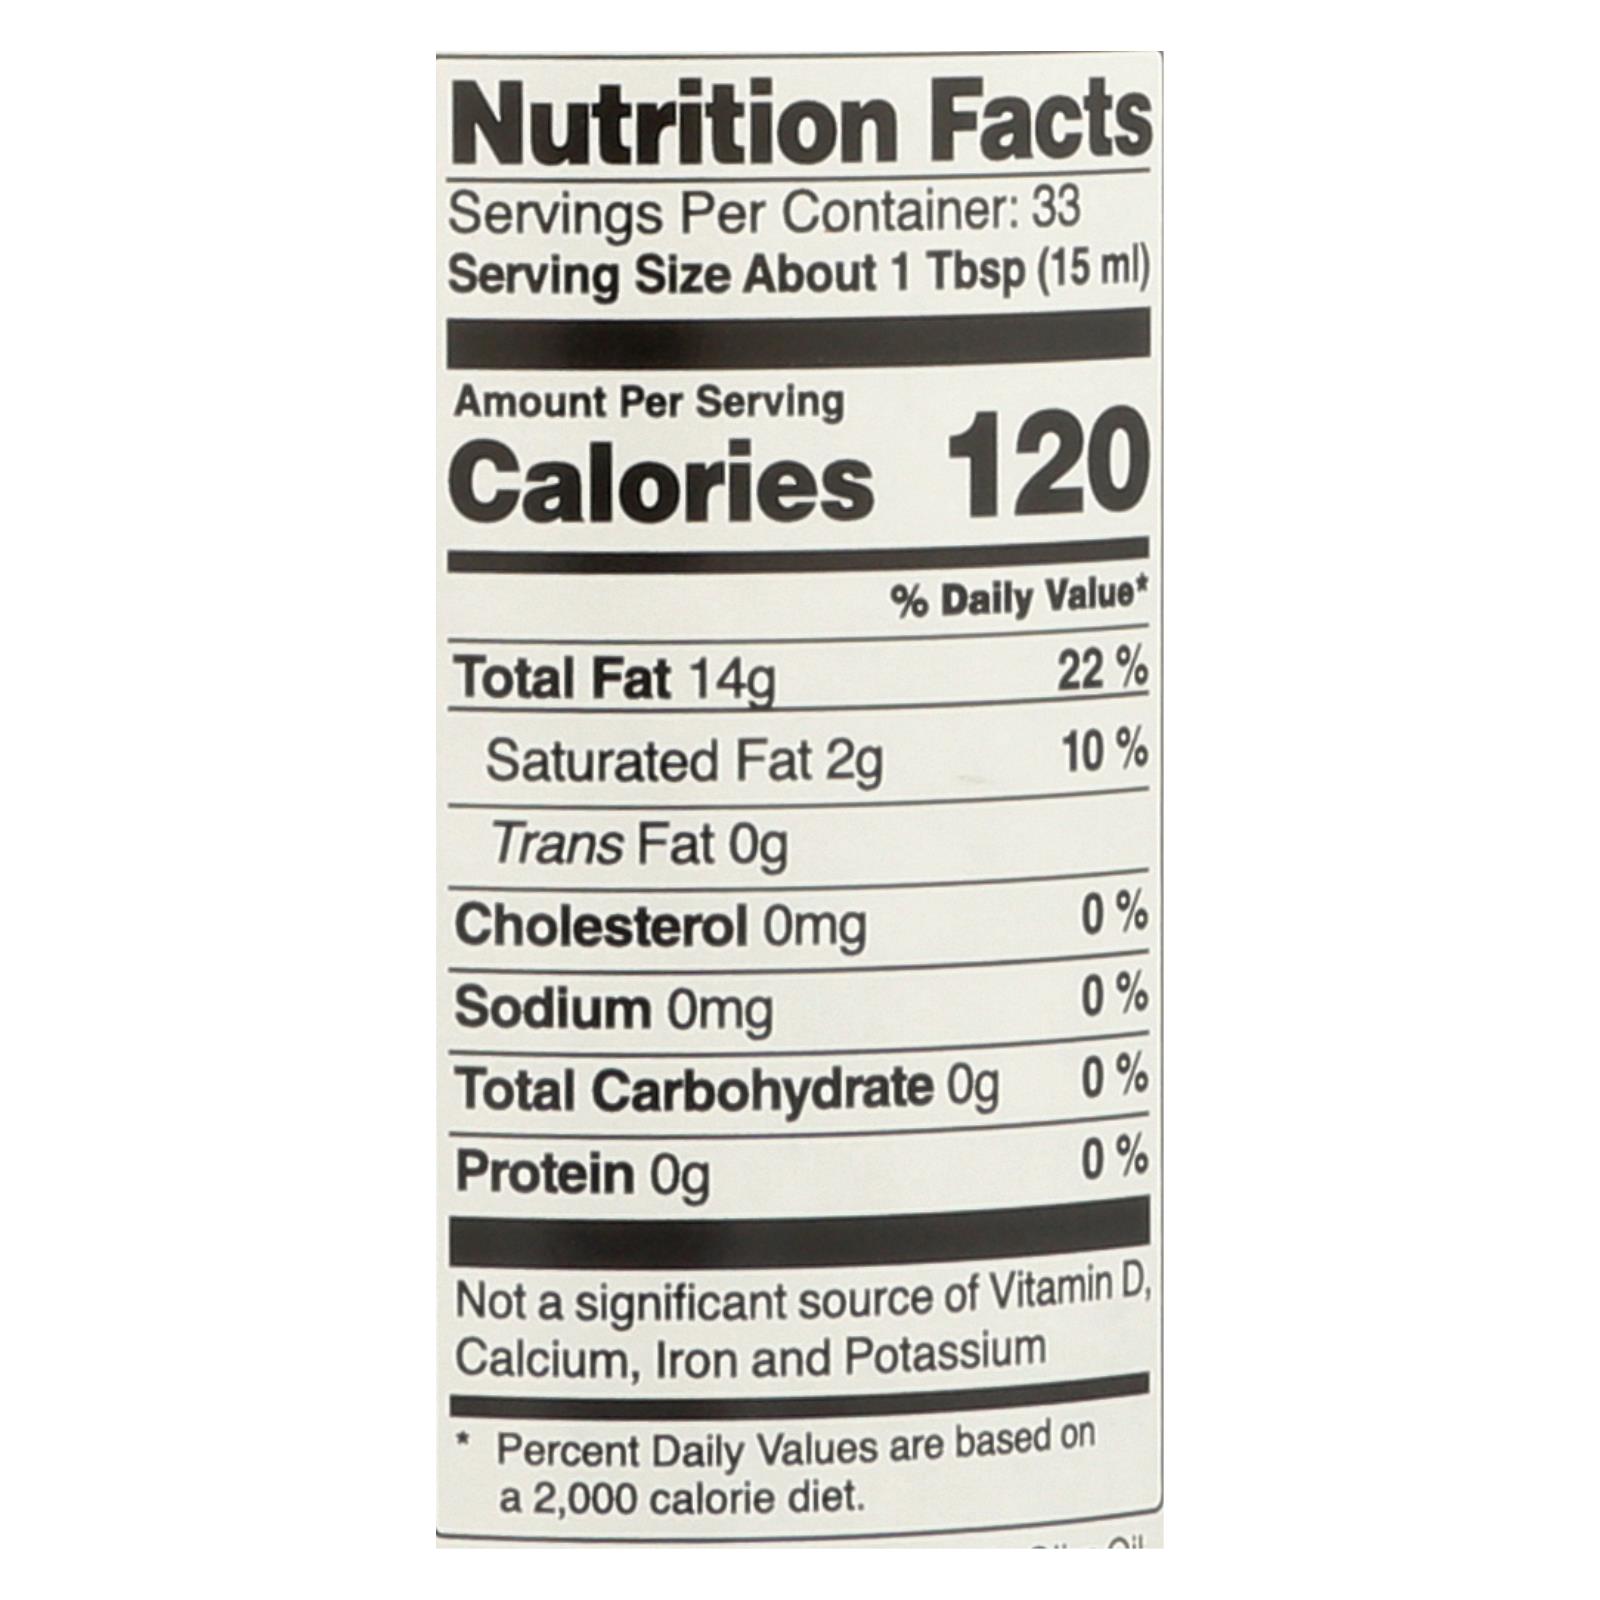 Nutrition Facts
Servings Per Container: 33
Serving Size About 1 Tbsp (15 ml)
Amount Per Serving
Calories 120
% Daily Value*
Total Fat 14g 22 %
Saturated Fat 2g 10 %
Trans Fat 0g
Cholesterol 0mg 0 %
Sodium 0mg 0 %
Total Carbohydrate 0g 0 %
Protein 0g 0 %
Not a significant source of Vitamin D,
Calcium, Iron and Potassium
* Percent Daily Values are based on
a 2,000 calorie diet.